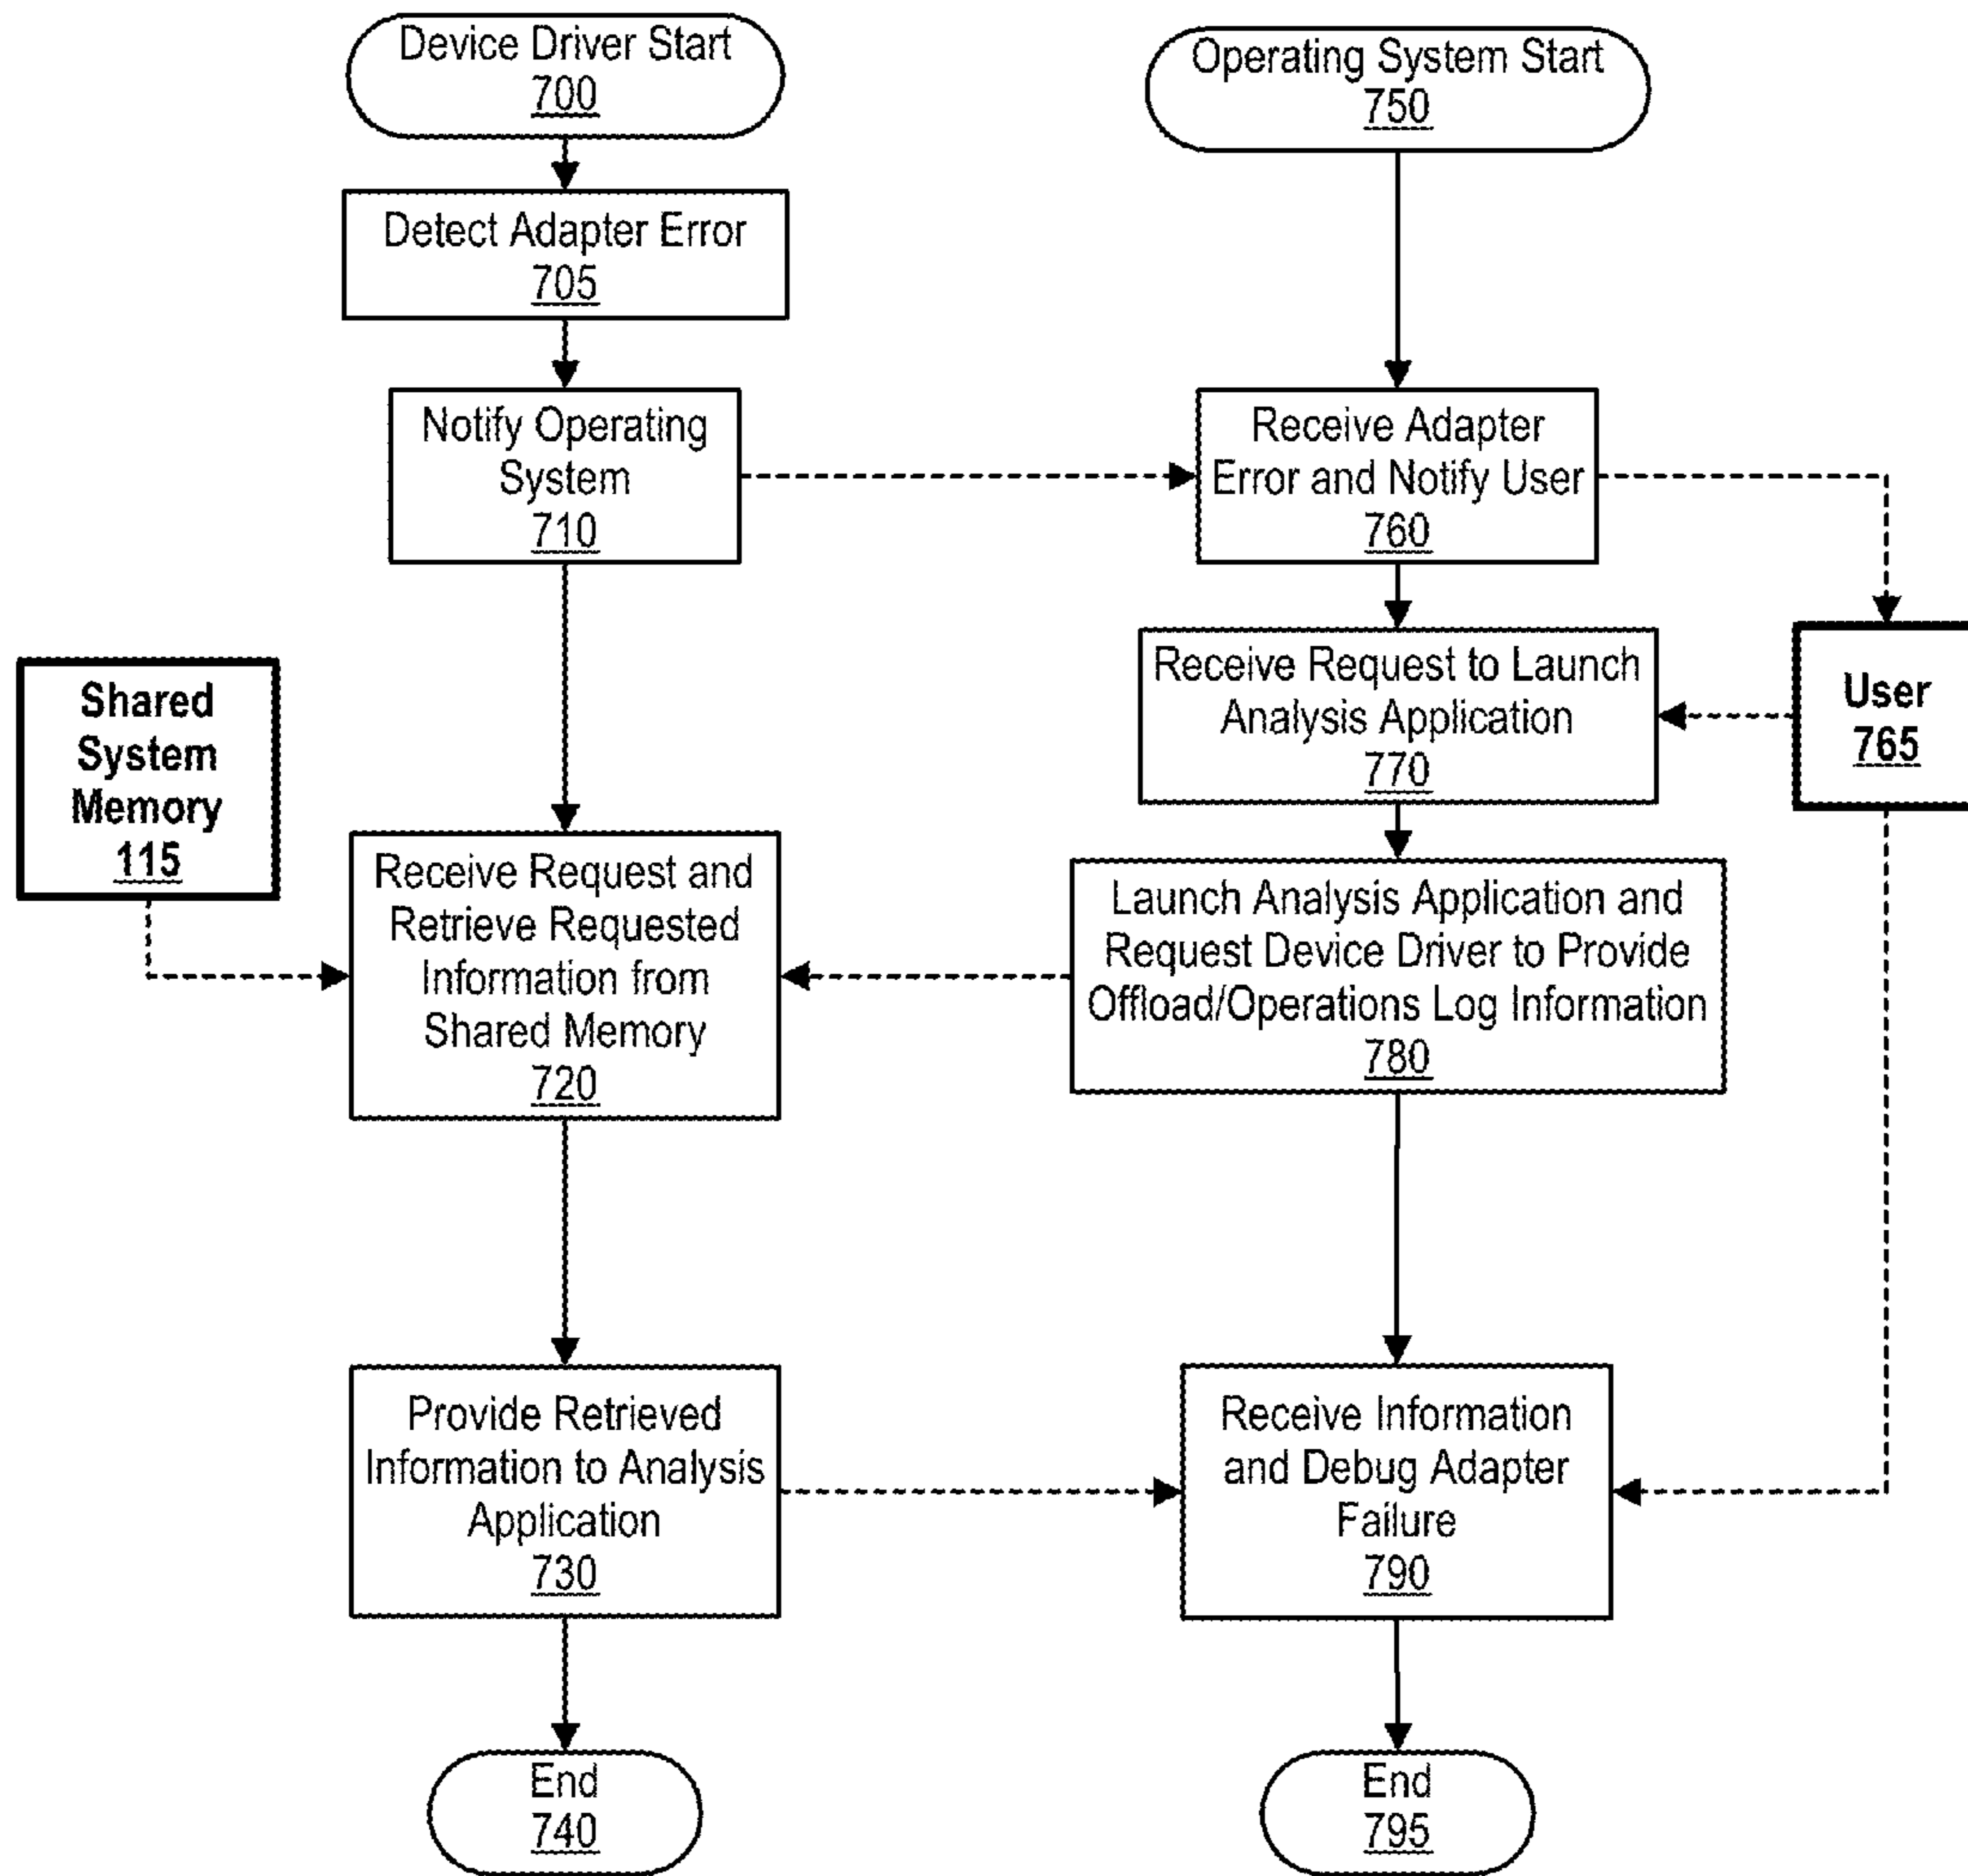 Device Driver Start
700
Operating System Start
750
Detect Adapter Error
705
Notify Operating
System
710
Receive Adapter
Error and Notify User
760
Shared
System
Memory
115
Receive Request to Launch
Analysis Application
770
User
765
Receive Request and
Retrieve Requested
Information from
Shared Memory
720
Launch Analysis Application and
Request Device Driver to Provide
Offload/Operations Log Information
780
Provide Retrieved
Information to Analysis
Application
730
Receive Information
and Debug Adapter
Failure
790
End
740
End
795